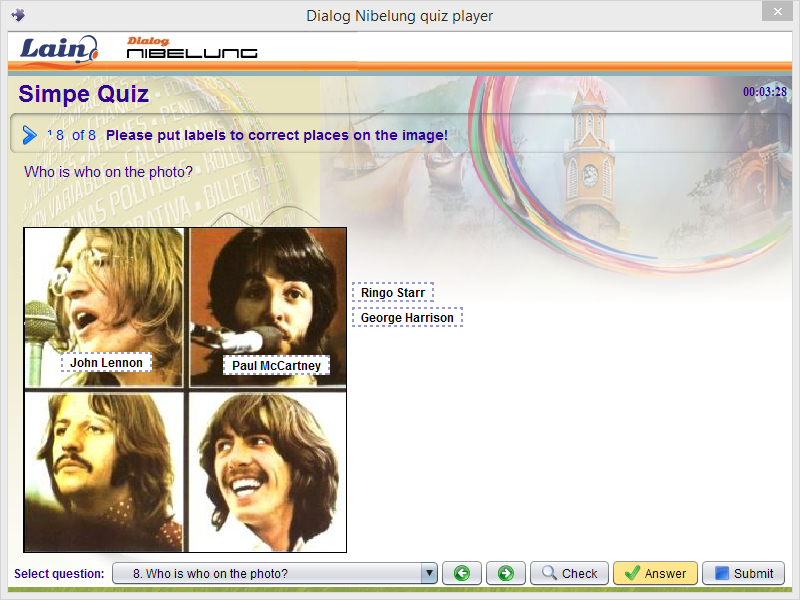 Dialog Nibelung quiz player
Lain
Dialog
NIBELUNG
Simpe Quiz
00:03:28
¹ 8 of 8 Please put labels to correct places on the image!
Who is who on the photo?
Ringo Starr
George Harrison
John Lennon
Paul McCartney
Select question:
8. Who is who on the photo?
Check
Answer
Submit